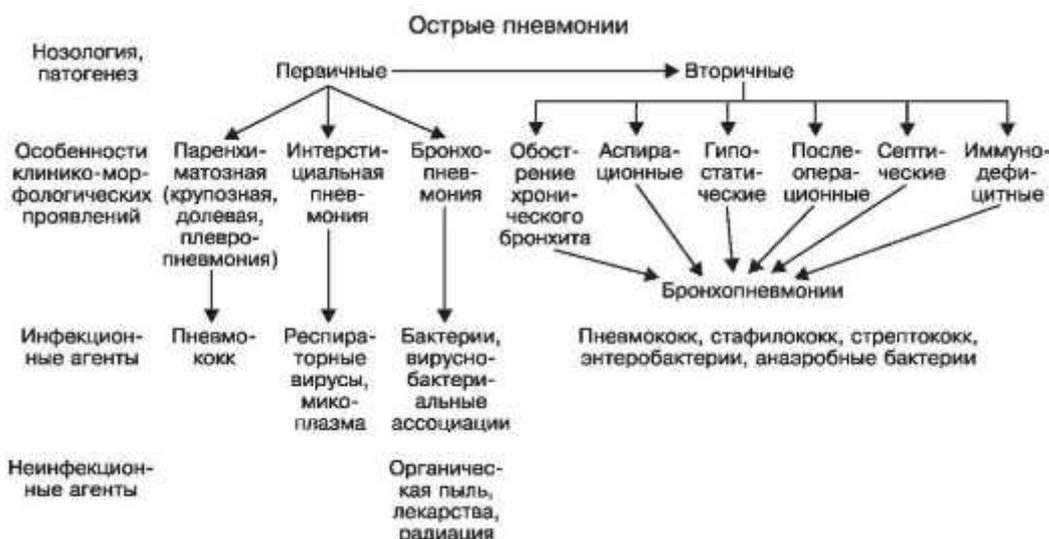 Острые пневмонии
Нозология,
патогенез
Первичные
Вторичные
Особенности
клинико-мор-
фологических
проявлений
Паренхи-
матозная
(крупозная,
долевая,
плевро-
пневмония)
Интерсти-
циальная
пнев-
мония
Бронхо-
пнев-
мония
Обост-
рение
хрони-
ческого
бронхита
Аспира-
ционные
Гипо-
стати-
ческие
После-
опера-
ционные
Септи-
ческие
Иммуно-
дефи-
цитные
Бронхопневмонии
Инфекцион-
ные агенты
Пневмо-
кокк
Респира-
торные
вирусы,
мико-
плазма
Бактерии,
вирусно-
бактери-
альные
ассоциации
Пневмококк, стафилококк, стрептококк,
энтеробактерии, анаэробные бактерии
Неинфекцион-
ные агенты
Органичес-
кая пыль,
лекарства,
радиация